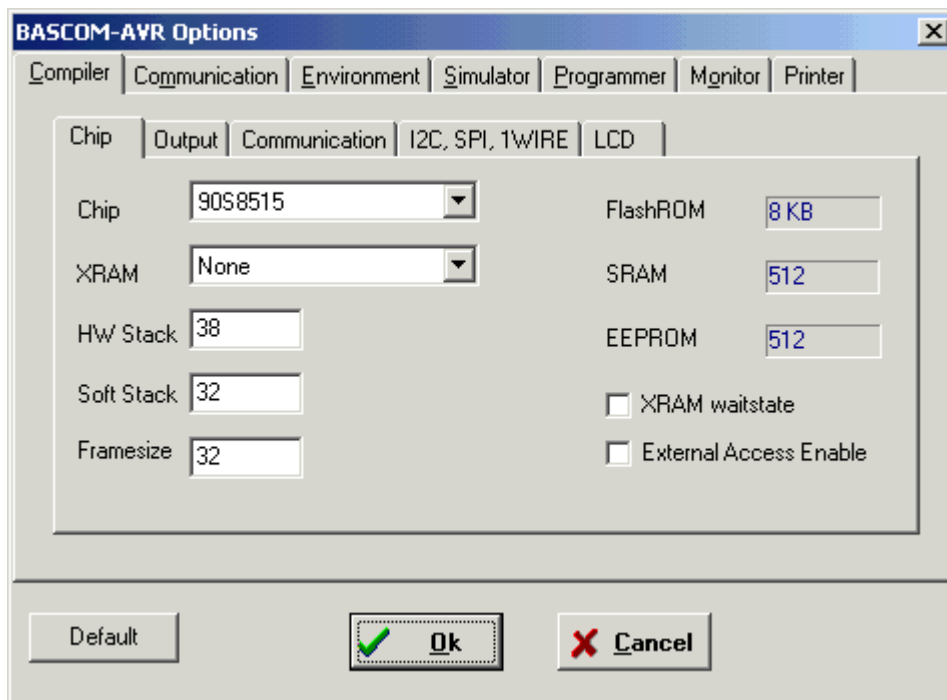 BASCOM-AVR Options
Compiler Communication Environment Simulator Programmer Monitor Printer
Chip Output Communication I2C, SPI, 1WIRE LCD
Chip 90S8515 FlashROM 8 KB
XRAM None SRAM 512
HW Stack 38 EEPROM 512
Soft Stack 32 XRAM waitstate
Framesize 32 External Access Enable
Default Ok Cancel